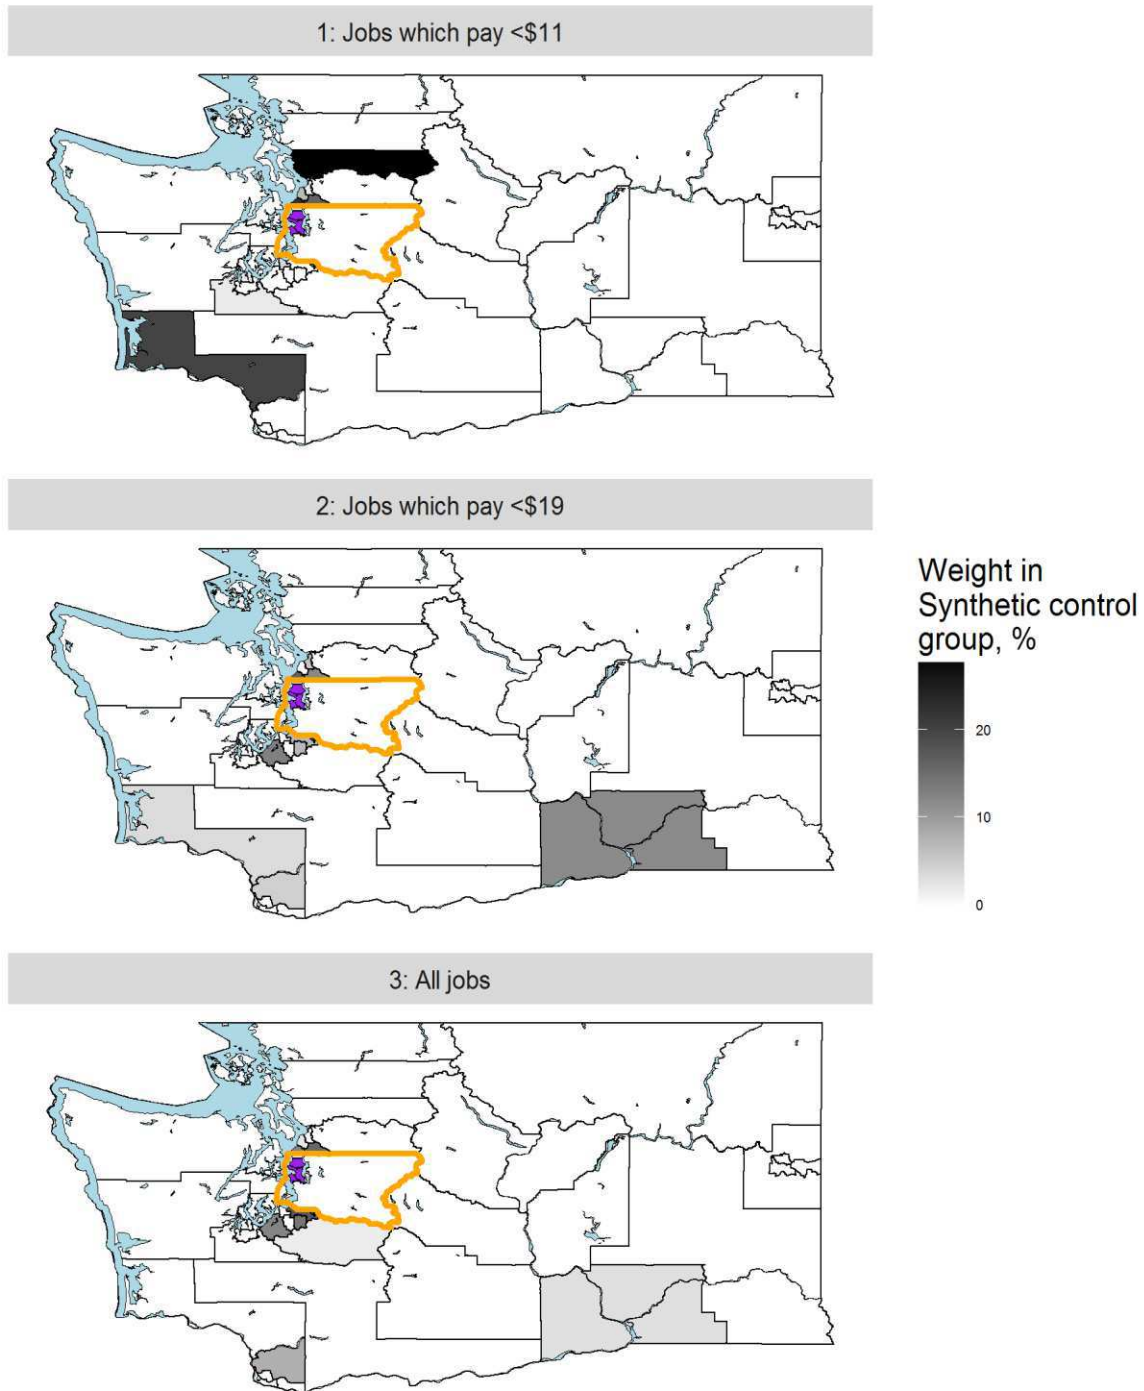 1: Jobs which pay <$11
2: Jobs which pay <$19
Weight in
Synthetic control
group, %
20
10
0
3: All jobs